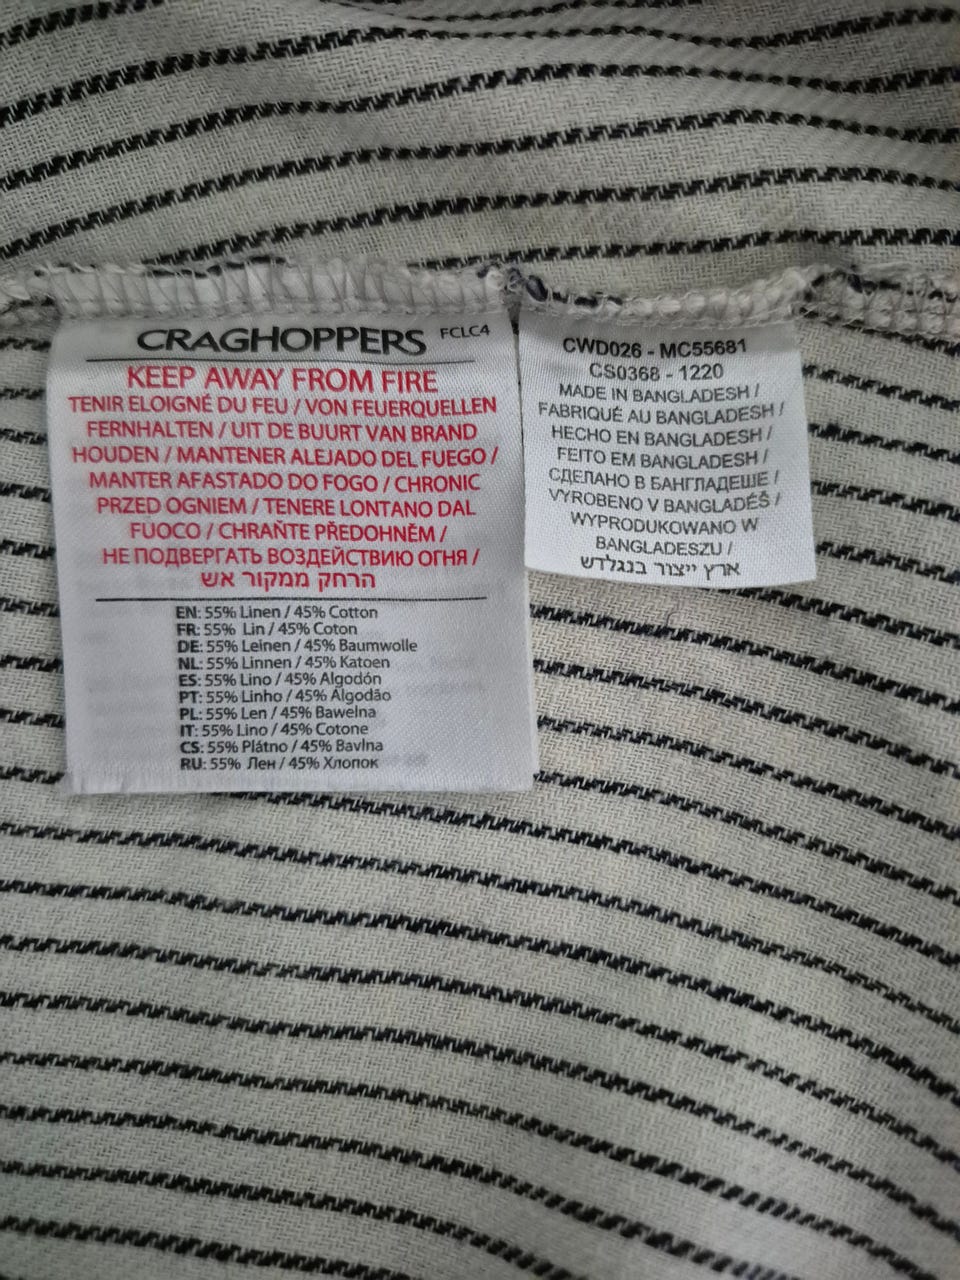 CRAGHOPPERS FCLC4
KEEP AWAY FROM FIRE
TENIR ELOIGNÉ DU FEU / VON FEUERQUELLEN
FERNHALTEN / UIT DE BUURT VAN BRAND
HOUDEN / MANTENER ALEJADO DEL FUEGO /
MANTER AFASTADO DO FOGO / CHRONIC
PRZED OGNIEM / TENERE LONTANO DAL
FUOCO / CHRAŇTE PŘEDOHNĚM /
НЕ ПОДВЕРГАТЬ ВОЗДЕЙСТВИЮ ОГНЯ /
הרחק ממקור אש
EN: 55% Linen / 45% Cotton
FR: 55% Lin / 45% Coton
DE: 55% Leinen / 45% Baumwolle
NL: 55% Linnen / 45% Katoen
ES: 55% Lino / 45% Algodón
PT: 55% Linho / 45% Algodão
PL: 55% Len / 45% Bawełna
IT: 55% Lino / 45% Cotone
CS: 55% Plátno / 45% Bavlna
RU: 55% Лен / 45% Хлопок
CWD026 - MC55681
CS0368 - 1220
MADE IN BANGLADESH /
FABRIQUÉ AU BANGLADESH /
HECHO EN BANGLADESH /
FEITO EM BANGLADESH /
СДЕЛАНО В БАНГЛАДЕШЕ /
VYROBENO V BANGLADÉŠ /
WYPRODUKOWANO W
BANGLADESZU /
ארץ ייצור בנגלדש